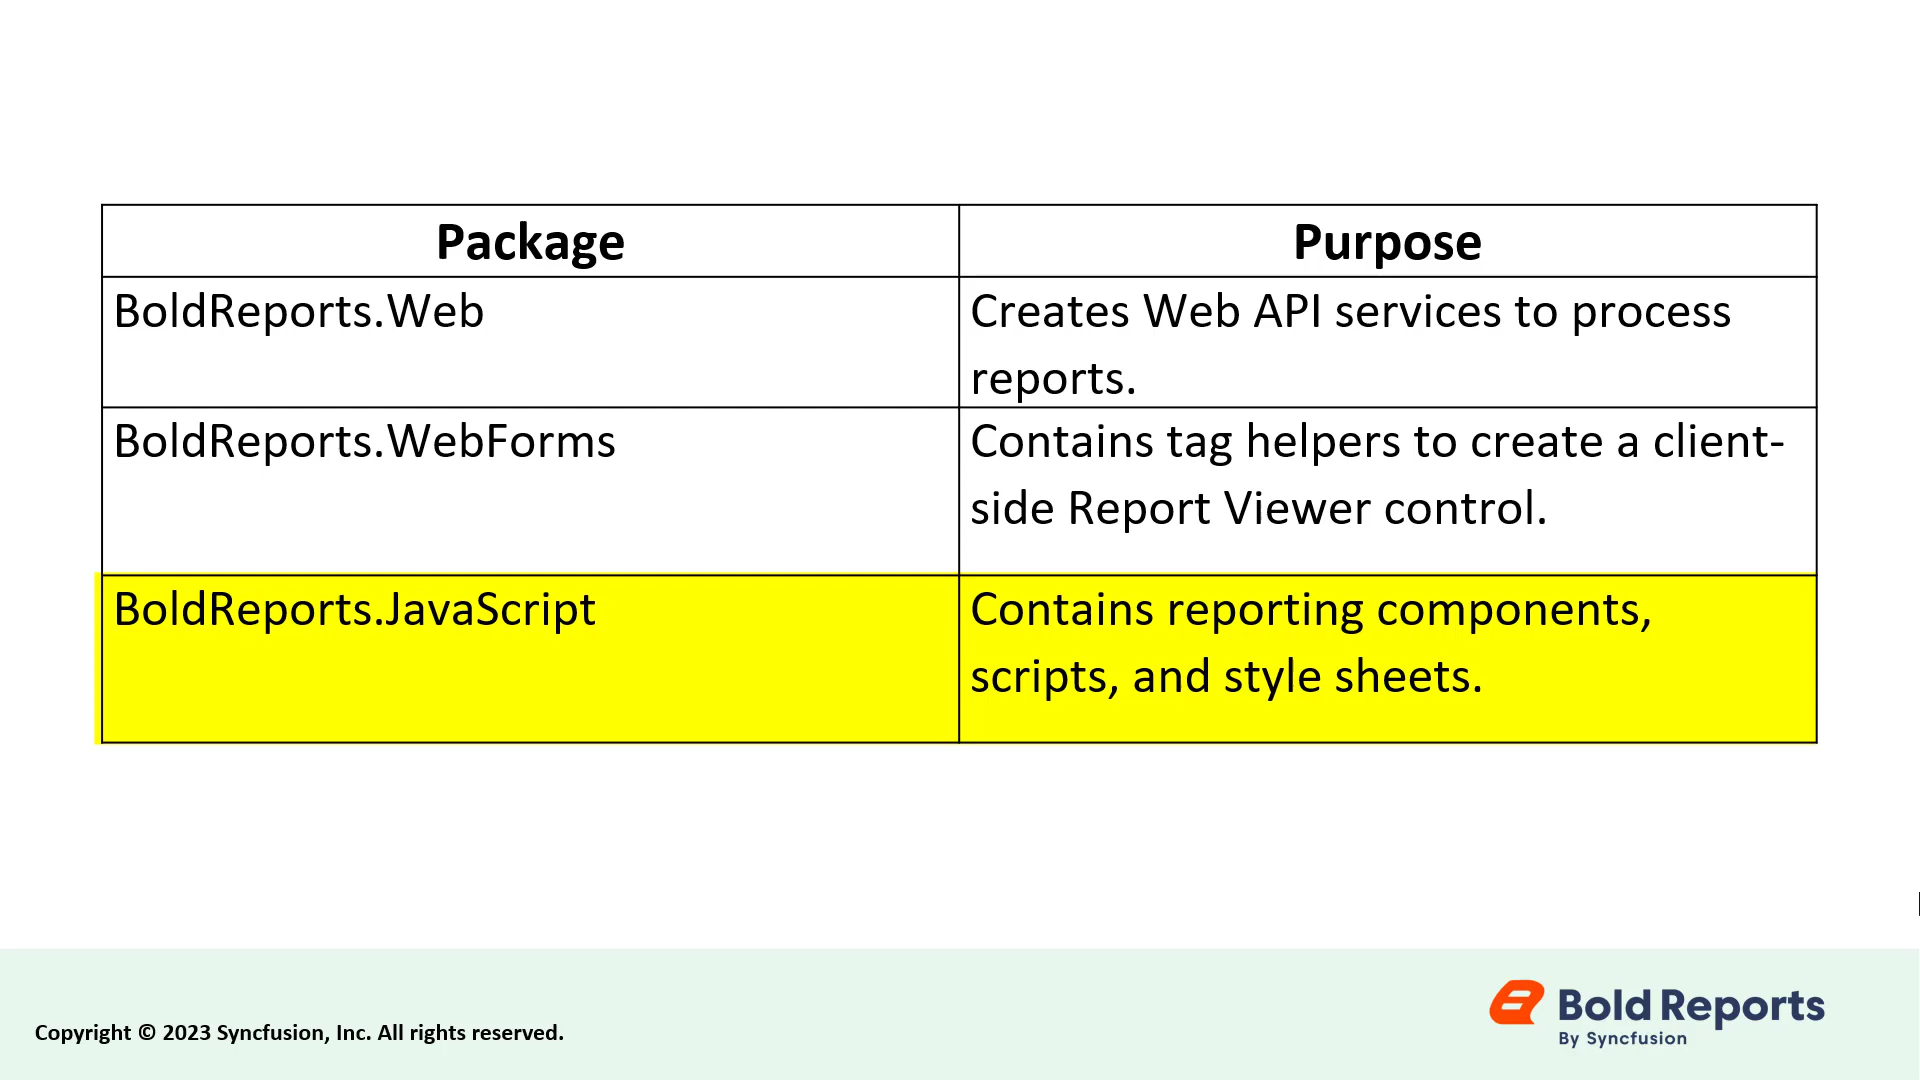 Package
Purpose
BoldReports.Web
Creates Web API services to process
reports.
BoldReports.WebForms
Contains tag helpers to create a client-
side Report Viewer control.
BoldReports.JavaScript
Contains reporting components,
scripts, and style sheets.
Copyright © 2023 Syncfusion, Inc. All rights reserved.
Bold Reports
By Syncfusion